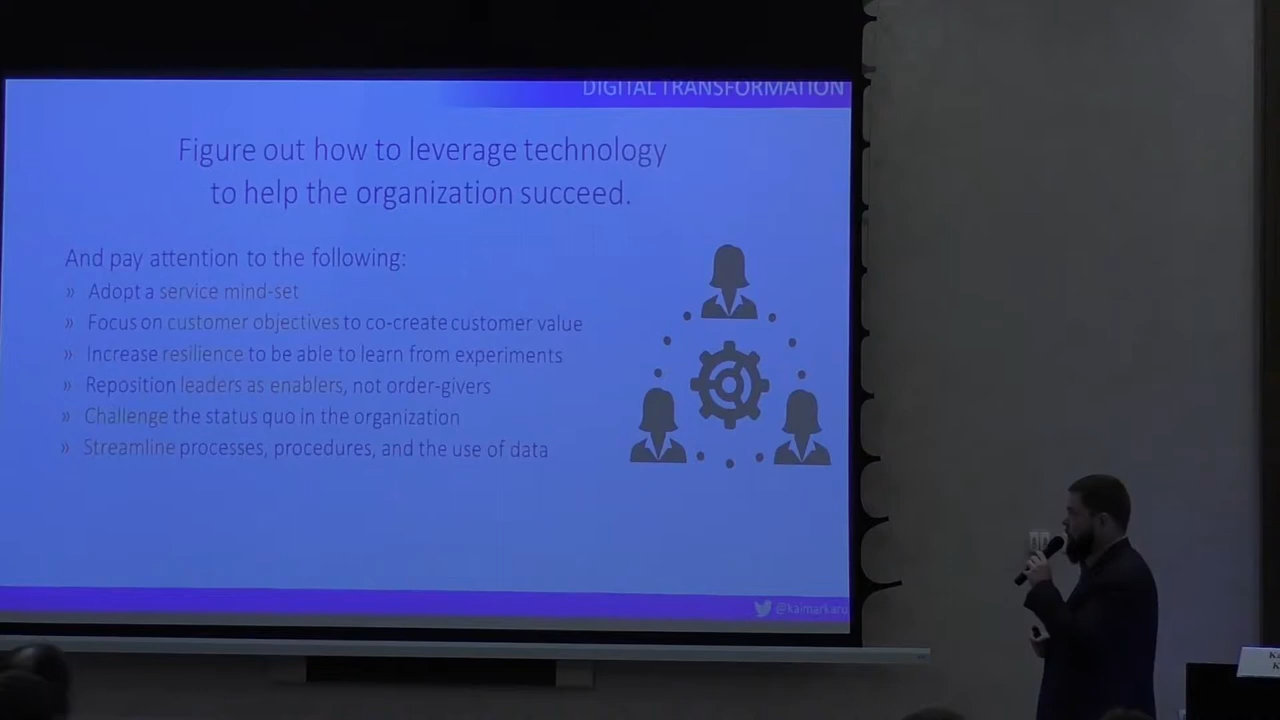 DIGITAL TRANSFORMATION
Figure out how to leverage technology
to help the organization succeed.
And pay attention to the following:
» Adopt a service mind-set
» Focus on customer objectives to co-create customer value
» Increase resilience to be able to learn from experiments
» Reposition leaders as enablers, not order-givers
» Challenge the status quo in the organization
» Streamline processes, procedures, and the use of data
@kaimarkaru